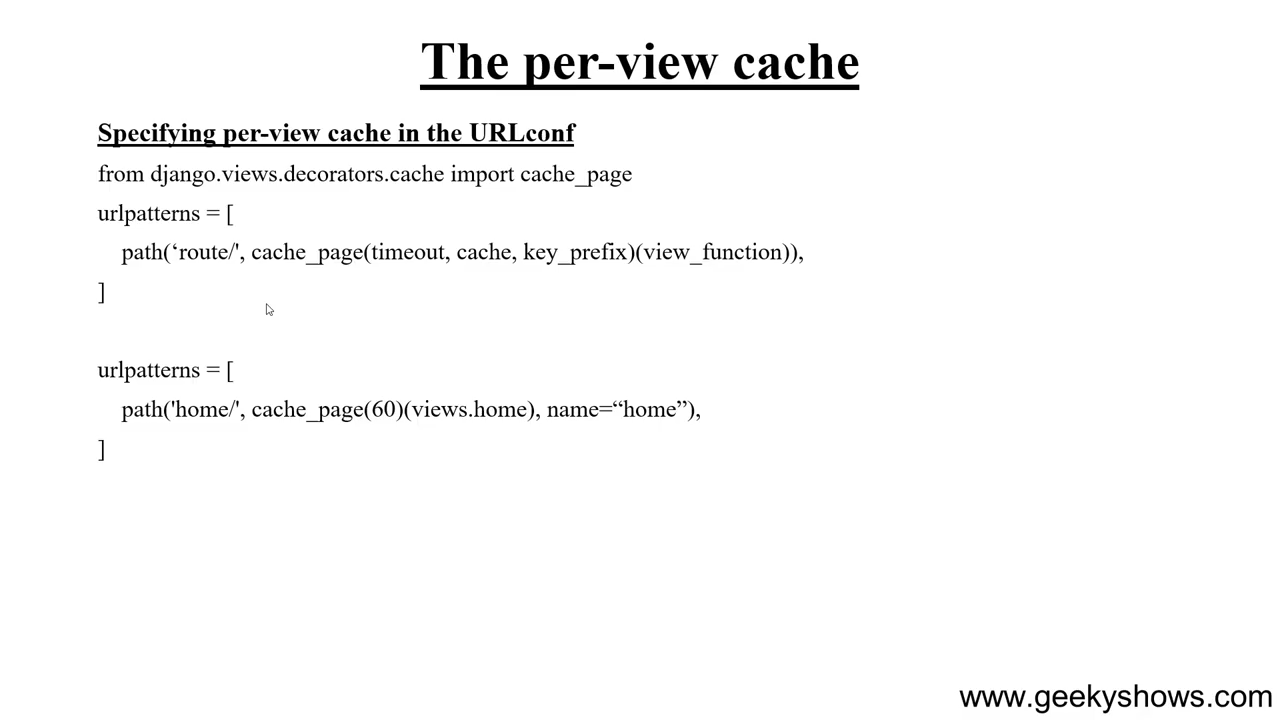 The per-view cache
Specifying per-view cache in the URLconf
from django.views.decorators.cache import cache_page
urlpatterns = [
path(‘route/', cache_page(timeout, cache, key_prefix)(view_function)),
]
urlpatterns = [
path('home/', cache_page(60)(views.home), name=“home”),
]
www.geekyshows.com